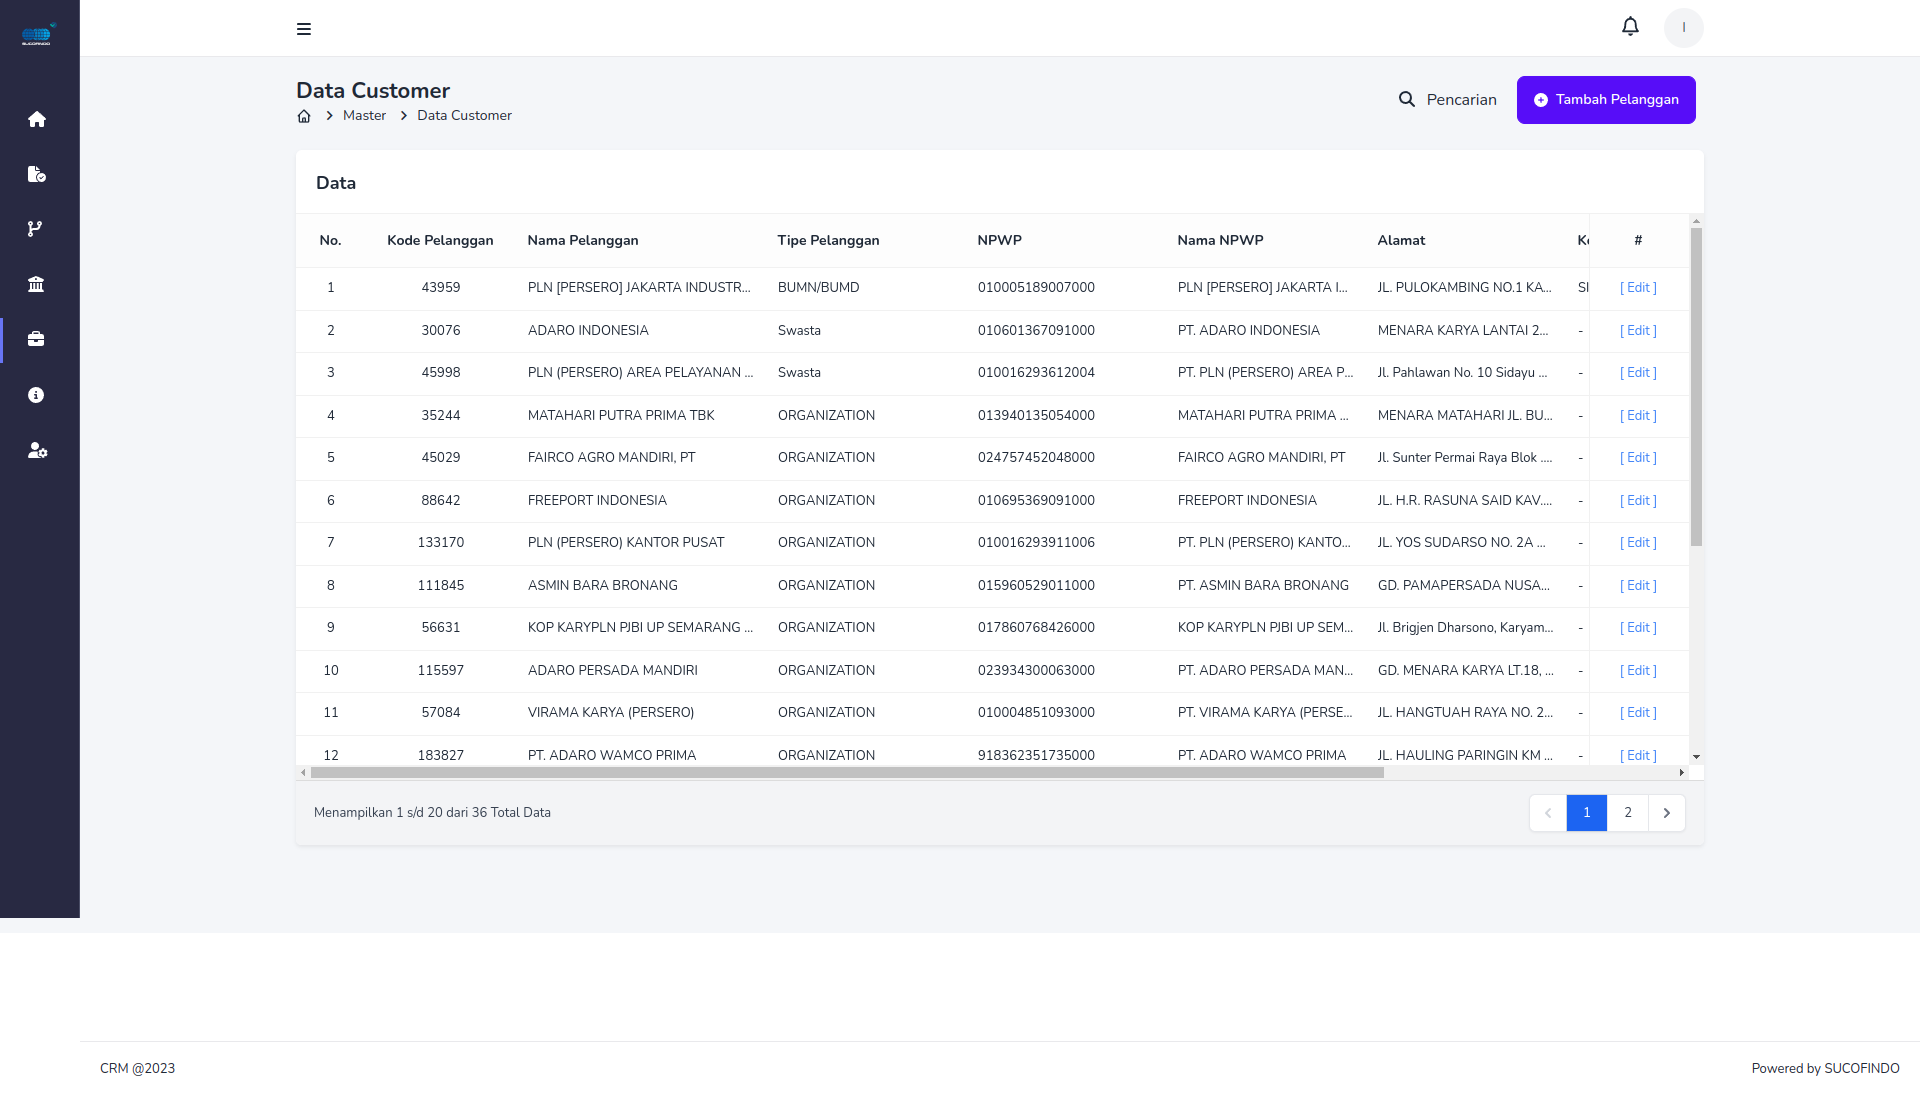 SUCOFINDO
I
Data Customer
Master
Data Customer
Pencarian
Tambah Pelanggan
Data
No. Kode Pelanggan Nama Pelanggan Tipe Pelanggan NPWP Nama NPWP Alamat #
1 43959 PLN [PERSERO] JAKARTA INDUSTR... BUMN/BUMD 010005189007000 PLN [PERSERO] JAKARTA I... JL. PULOKAMBING NO.1 KA... [ Edit ]
2 30076 ADARO INDONESIA Swasta 010601367091000 PT. ADARO INDONESIA MENARA KARYA LANTAI 2... - [ Edit ]
3 45998 PLN (PERSERO) AREA PELAYANAN ... Swasta 010016293612004 PT. PLN (PERSERO) AREA P... Jl. Pahlawan No. 10 Sidayu ... - [ Edit ]
4 35244 MATAHARI PUTRA PRIMA TBK ORGANIZATION 013940135054000 MATAHARI PUTRA PRIMA ... MENARA MATAHARI JL. BU... - [ Edit ]
5 45029 FAIRCO AGRO MANDIRI, PT ORGANIZATION 024757452048000 FAIRCO AGRO MANDIRI, PT Jl. Sunter Permai Raya Blok .... - [ Edit ]
6 88642 FREEPORT INDONESIA ORGANIZATION 010695369091000 FREEPORT INDONESIA JL. H.R. RASUNA SAID KAV.... - [ Edit ]
7 133170 PLN (PERSERO) KANTOR PUSAT ORGANIZATION 010016293911006 PT. PLN (PERSERO) KANTO... JL. YOS SUDARSO NO. 2A ... - [ Edit ]
8 111845 ASMIN BARA BRONANG ORGANIZATION 015960529011000 PT. ASMIN BARA BRONANG GD. PAMAPERSADA NUSA... - [ Edit ]
9 56631 KOP KARYPLN PJBI UP SEMARANG ... ORGANIZATION 017860768426000 KOP KARYPLN PJBI UP SEM... Jl. Brigjen Dharsono, Karyam... - [ Edit ]
10 115597 ADARO PERSADA MANDIRI ORGANIZATION 023934300063000 PT. ADARO PERSADA MAN... GD. MENARA KARYA LT.18, ... - [ Edit ]
11 57084 VIRAMA KARYA (PERSERO) ORGANIZATION 010004851093000 PT. VIRAMA KARYA (PERSE... JL. HANGTUAH RAYA NO. 2... - [ Edit ]
12 183827 PT. ADARO WAMCO PRIMA ORGANIZATION 918362351735000 PT. ADARO WAMCO PRIMA JL. HAULING PARINGIN KM ... - [ Edit ]
Menampilkan 1 s/d 20 dari 36 Total Data
1 2
CRM @2023
Powered by SUCOFINDO